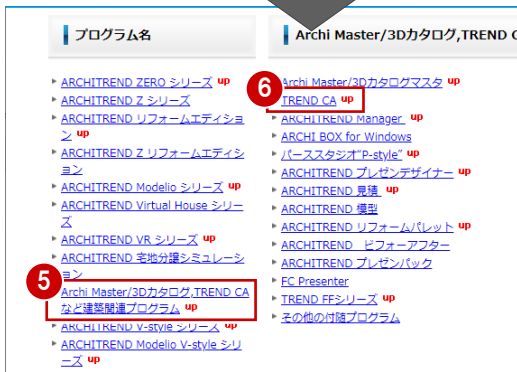 プログラム名
ARCHITREND ZERO シリーズ up
ARCHITREND Z シリーズ
ARCHITREND リフォームエディショ
ン up
ARCHITREND Z リフォームエディシ
ョン
ARCHITREND Modelio シリーズ up
ARCHITREND Virtual House シリー
ズ
ARCHITREND VR シリーズ up
ARCHITREND 宅地分譲シミュレーシ
ョン
5
Archi Master/3Dカタログ,TREND CA
など建築関連プログラム up
ARCHITREND V-style シリーズ up
ARCHITREND Modelio V-style シリ
ーズ up
Archi Master/3Dカタログ,TREND C
6
Archi Master/3Dカタログマスタ up
TREND CA up
ARCHITREND Manager up
ARCHI BOX for Windows
パーススタジオ"P-style" up
ARCHITREND プレゼンデザイナー up
ARCHITREND 見積 up
ARCHITREND 模型
ARCHITREND リフォームパレット up
ARCHITREND ビフォーアフター
ARCHITREND プレゼンパック
FC Presenter
TREND FFシリーズ up
その他の付随プログラム